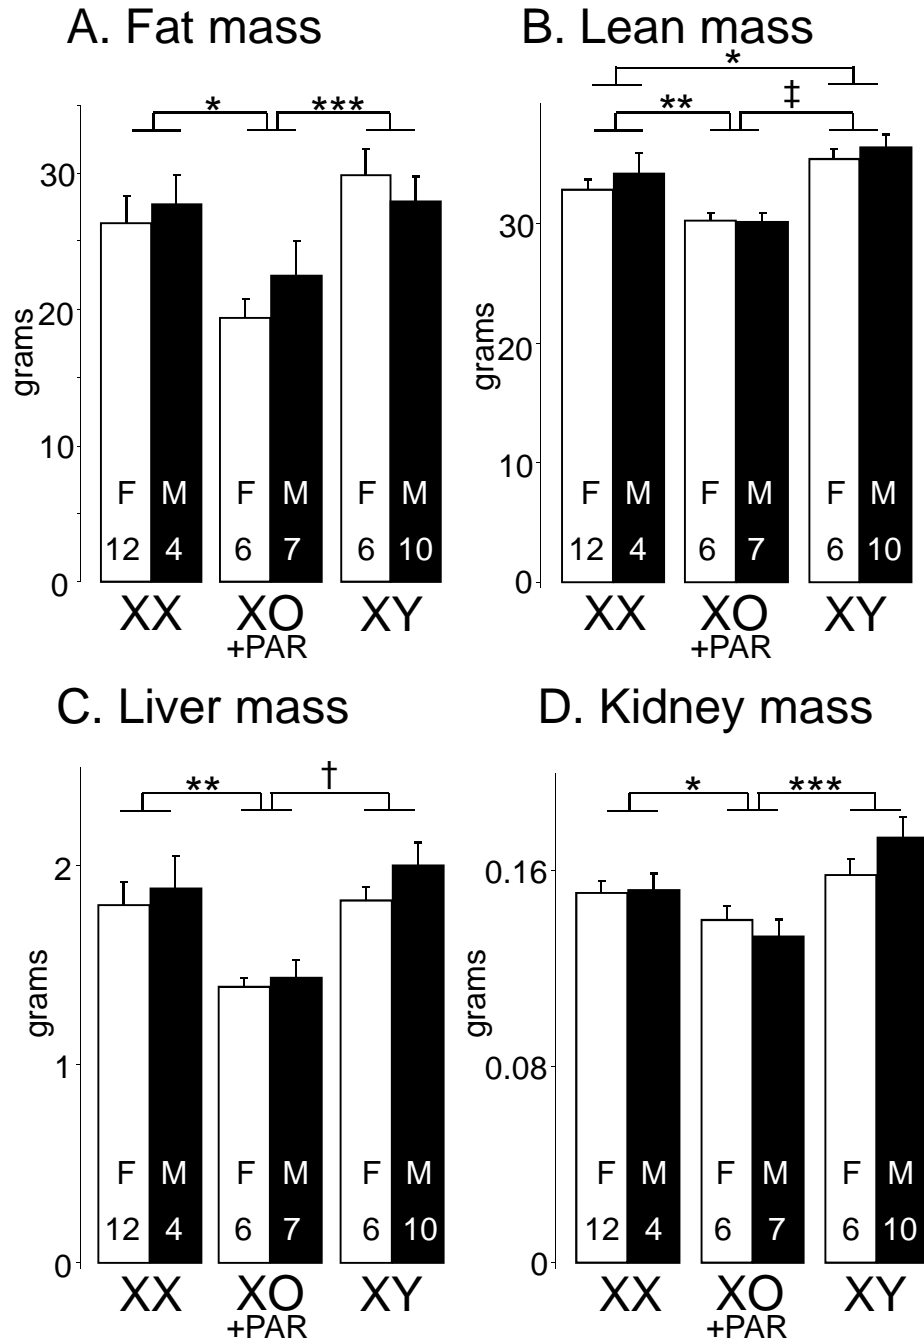 A. Fat mass
* ***
30
20
10
0
grams
F M F M F M
12 4 6 7 6 10
XX XO XY
+PAR
B. Lean mass
*
** ‡
30
20
10
0
grams
F M F M F M
12 4 6 7 6 10
XX XO XY
+PAR
C. Liver mass
** †
2
1
0
grams
F M F M F M
12 4 6 7 6 10
XX XO XY
+PAR
D. Kidney mass
* ***
0.16
0.08
0
grams
F M F M F M
12 4 6 7 6 10
XX XO XY
+PAR